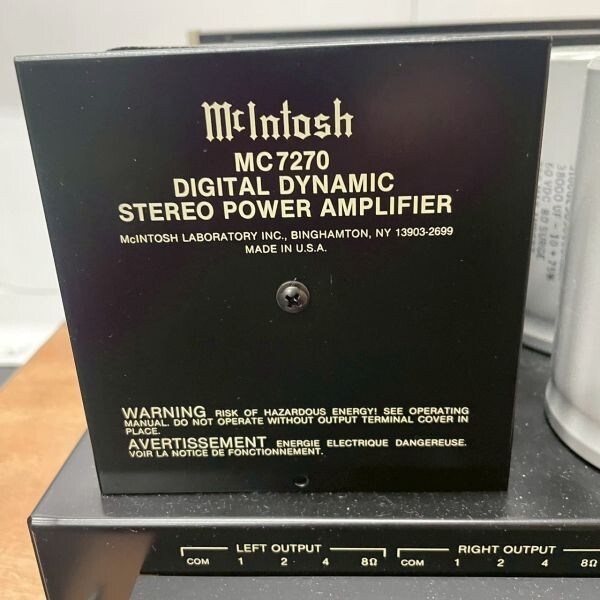 McIntosh
MC7270
DIGITAL DYNAMIC
STEREO POWER AMPLIFIER
McINTOSH LABORATORY INC., BINGHAMTON, NY 13903-2699
MADE IN U.S.A.
WARNING RISK OF HAZARDOUS ENERGY! SEE OPERATING
MANUAL. DO NOT OPERATE WITHOUT OUTPUT TERMINAL COVER IN
PLACE.
AVERTISSEMENT ENERGIE ELECTRIQUE DANGEREUSE.
VOIR LA NOTICE DE FONCTIONNEMENT.
LEFT OUTPUT
COM 1 2 4 8Ω
RIGHT OUTPUT
COM 1 2 4 8Ω